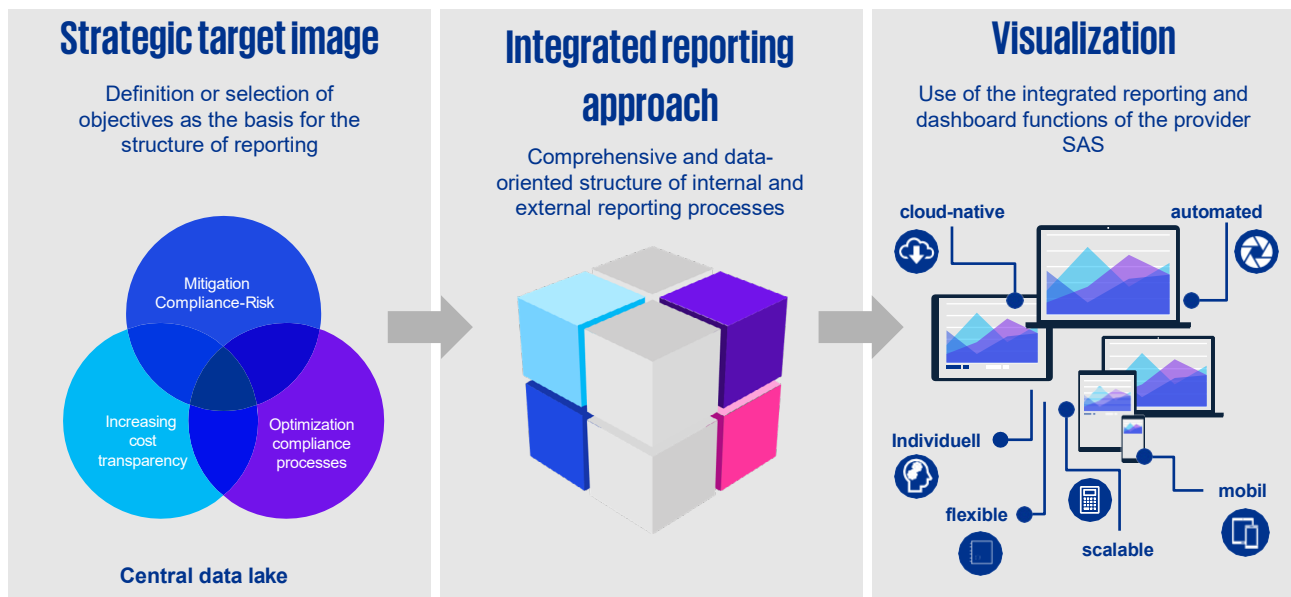 Strategic target image
Definition or selection of
objectives as the basis for the
structure of reporting
Mitigation
Compliance-Risk
Increasing
cost
transparency
Optimization
compliance
processes
Central data lake
Integrated reporting
approach
Comprehensive and data-
oriented structure of internal and
external reporting processes
Visualization
Use of the integrated reporting and
dashboard functions of the provider
SAS
cloud-native
automated
Individuell
mobil
flexible
scalable